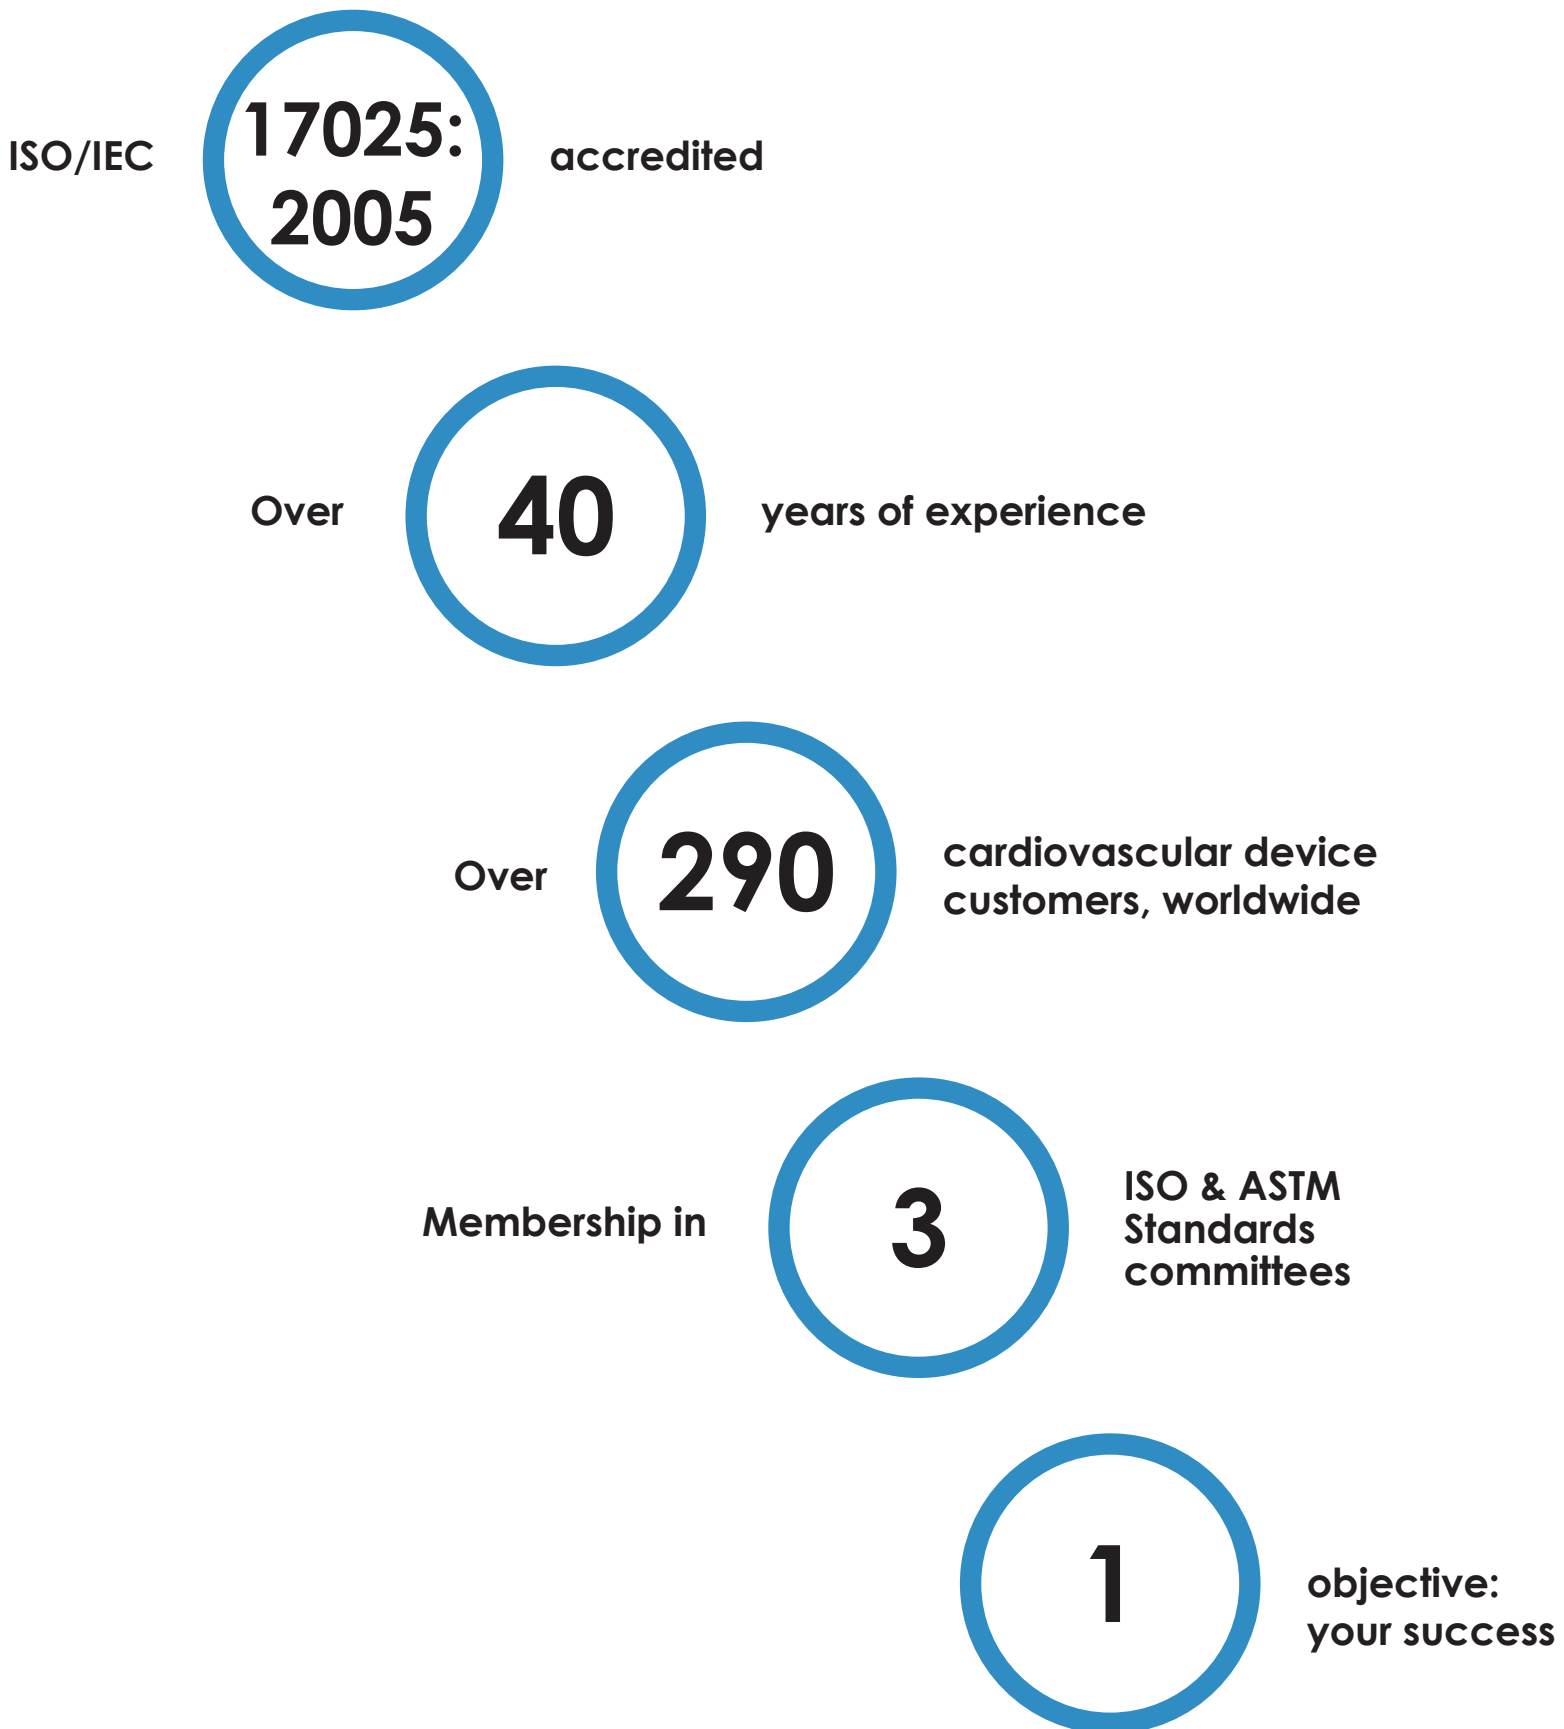 ISO/IEC
17025:
2005
accredited
Over
40
years of experience
Over
290
cardiovascular device
customers, worldwide
Membership in
3
ISO & ASTM
Standards
committees
1
objective:
your success